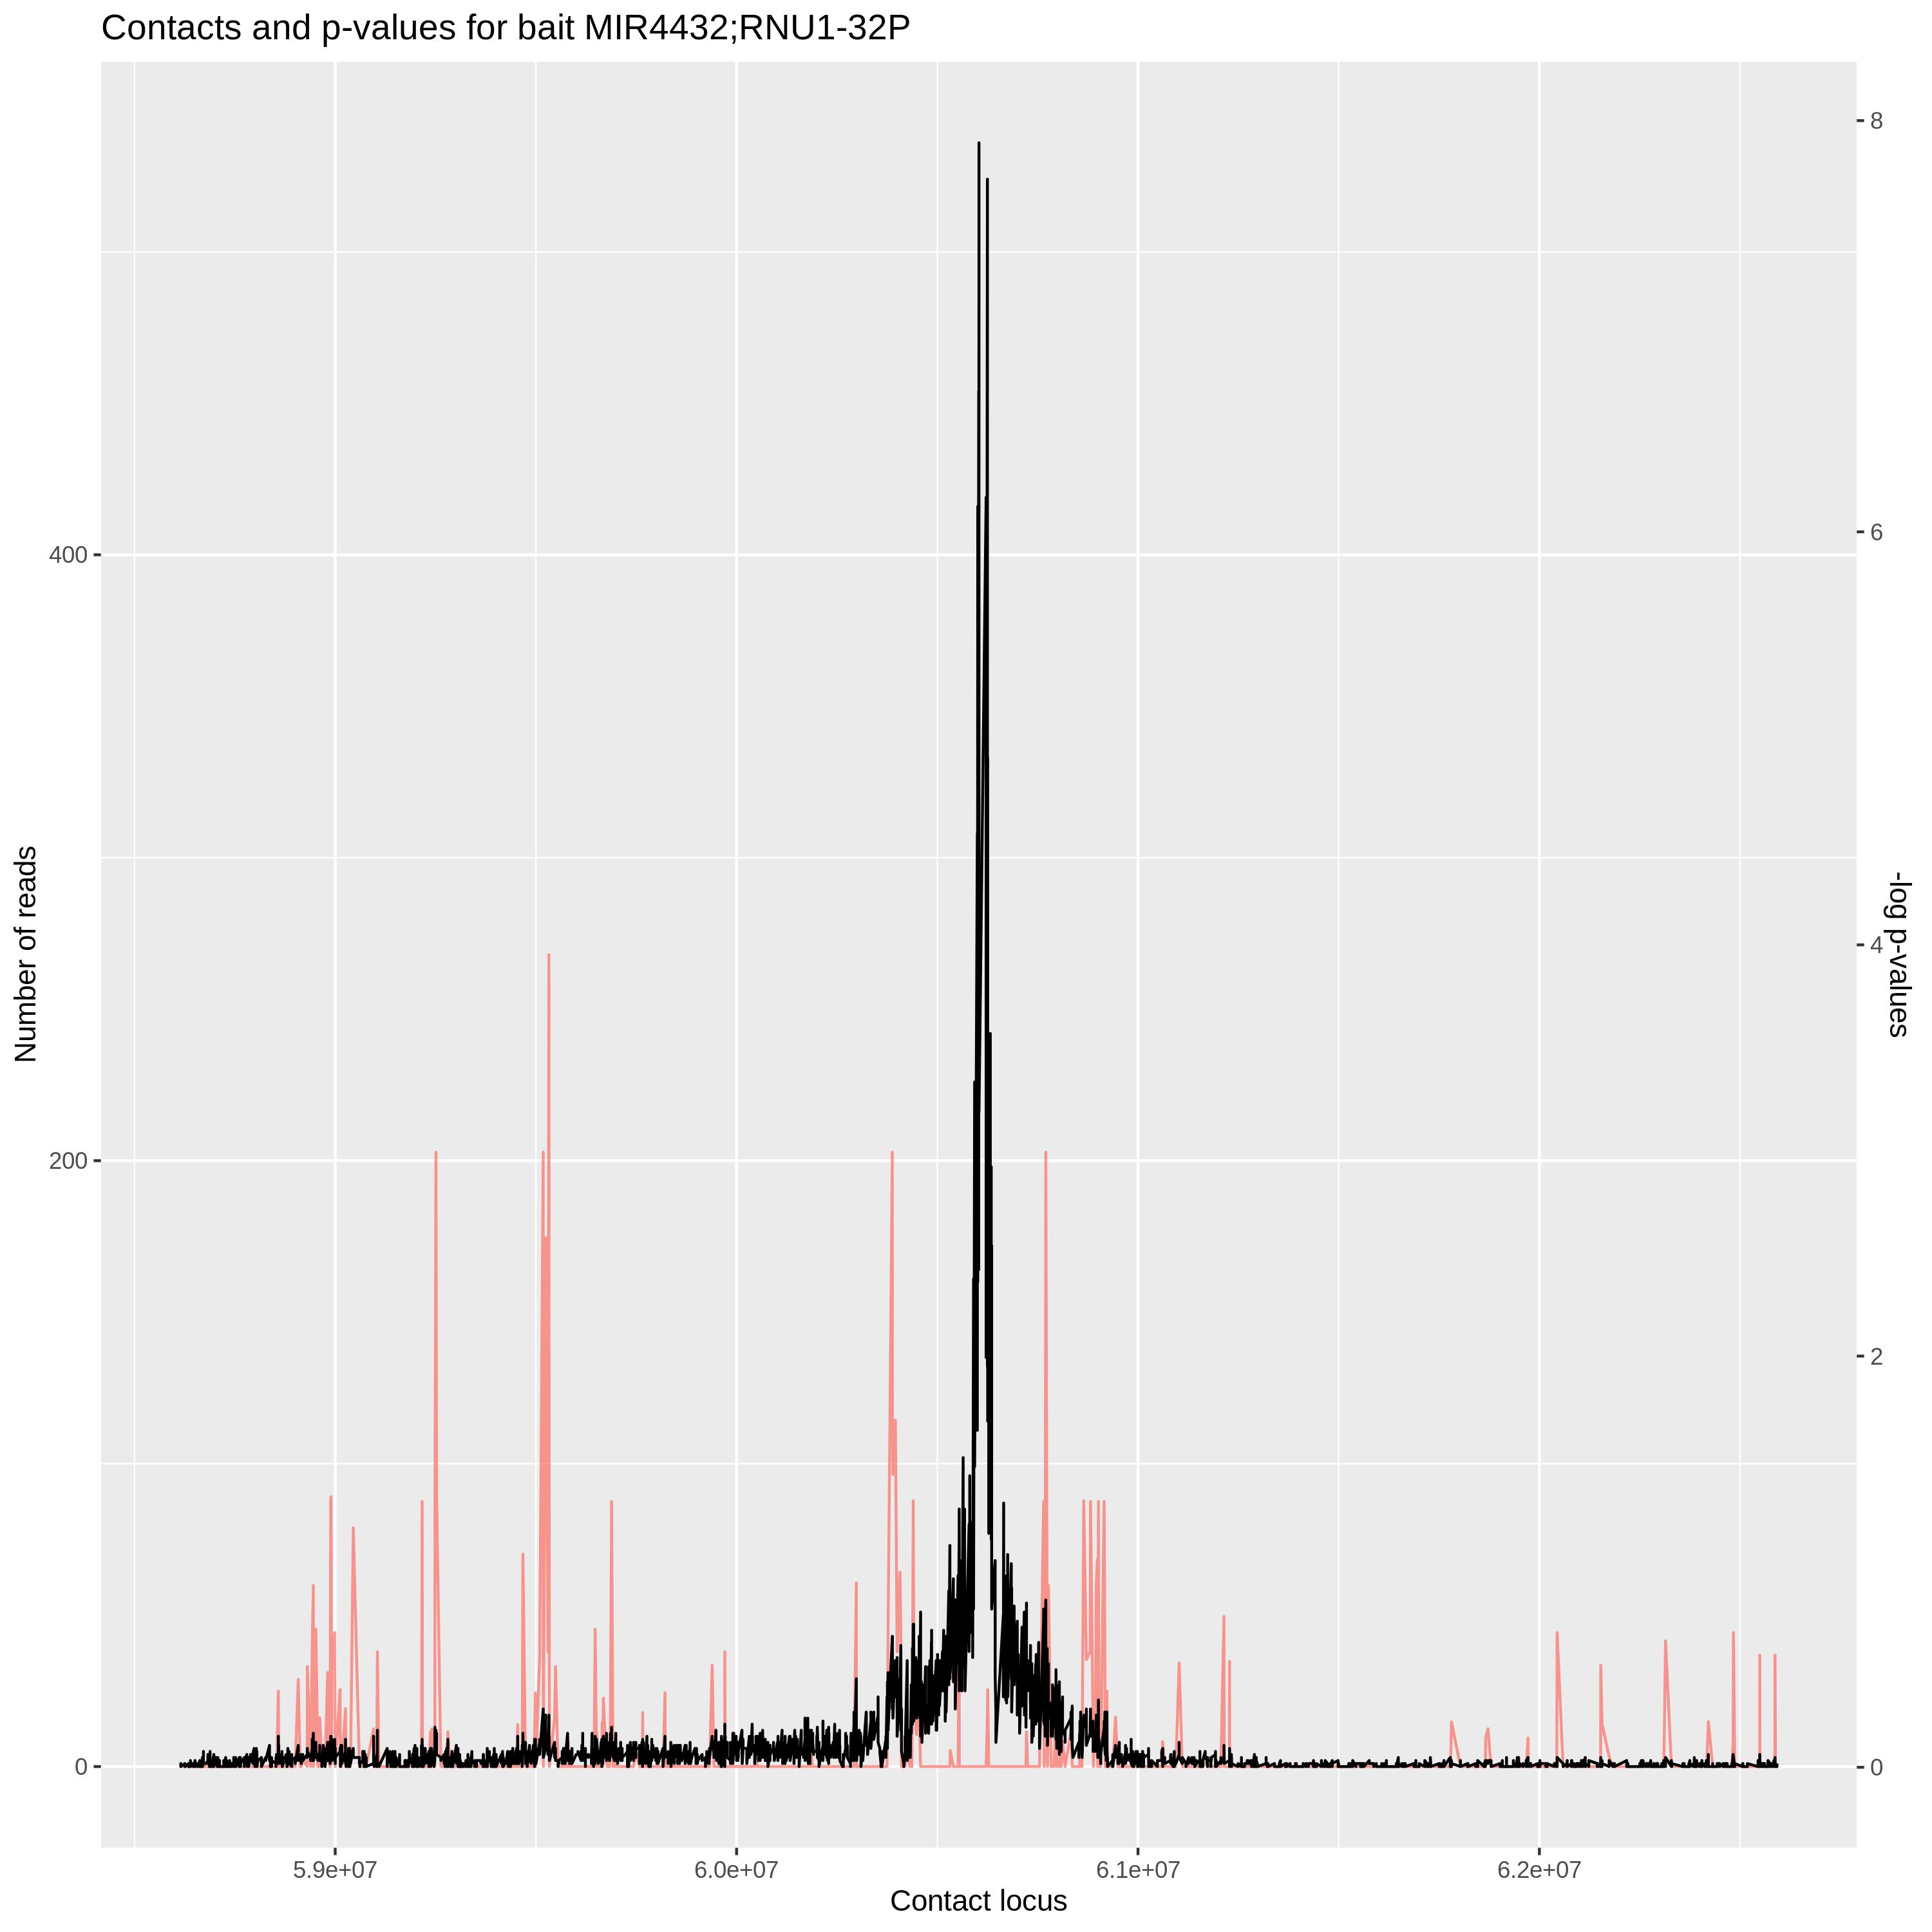 Contacts and p-values for bait MIR4432;RNU1-32P
8
6
400
Number of reads
-log p-values
4
200
2
0
0
5.9e+07
6.0e+07
6.1e+07
6.2e+07
Contact locus